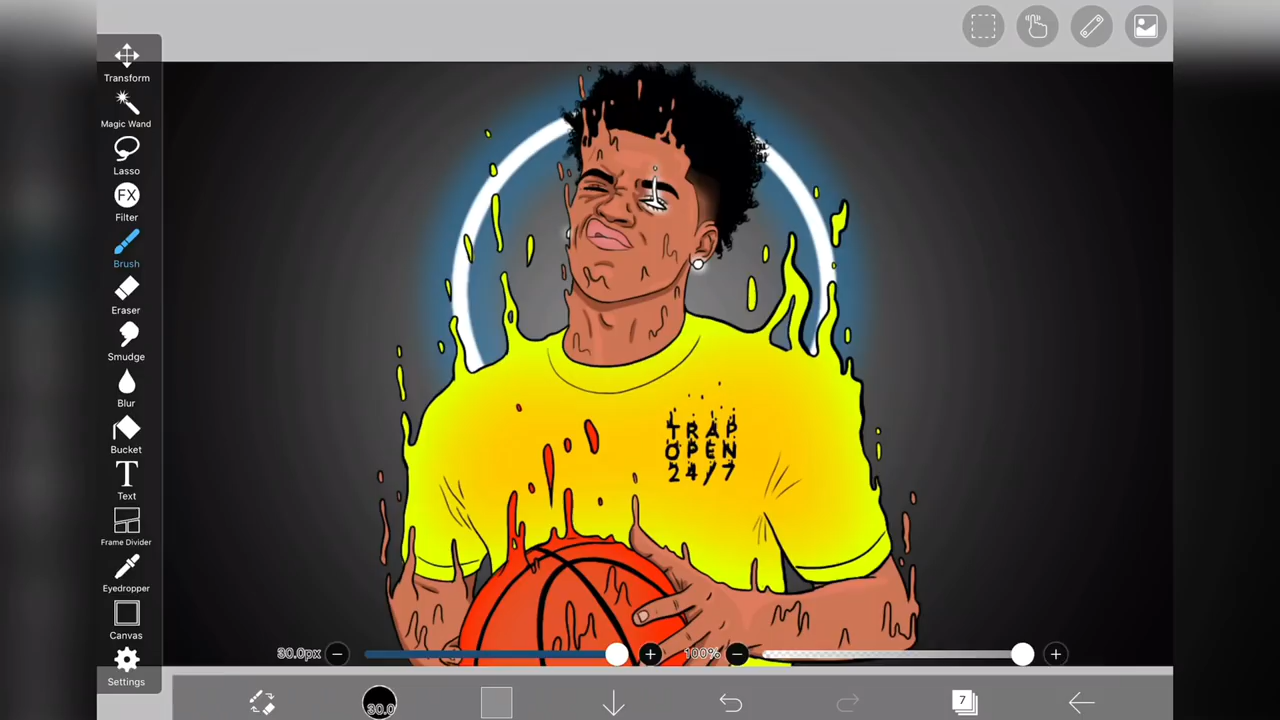 Transform
Magic Wand
Lasso
FX
Filter
Brush
Eraser
Smudge
Blur
Bucket
T
Text
Frame Divider
Eyedropper
Canvas
Settings
TRAP
OPEN
24/7
30.0px
100%
30.0
7